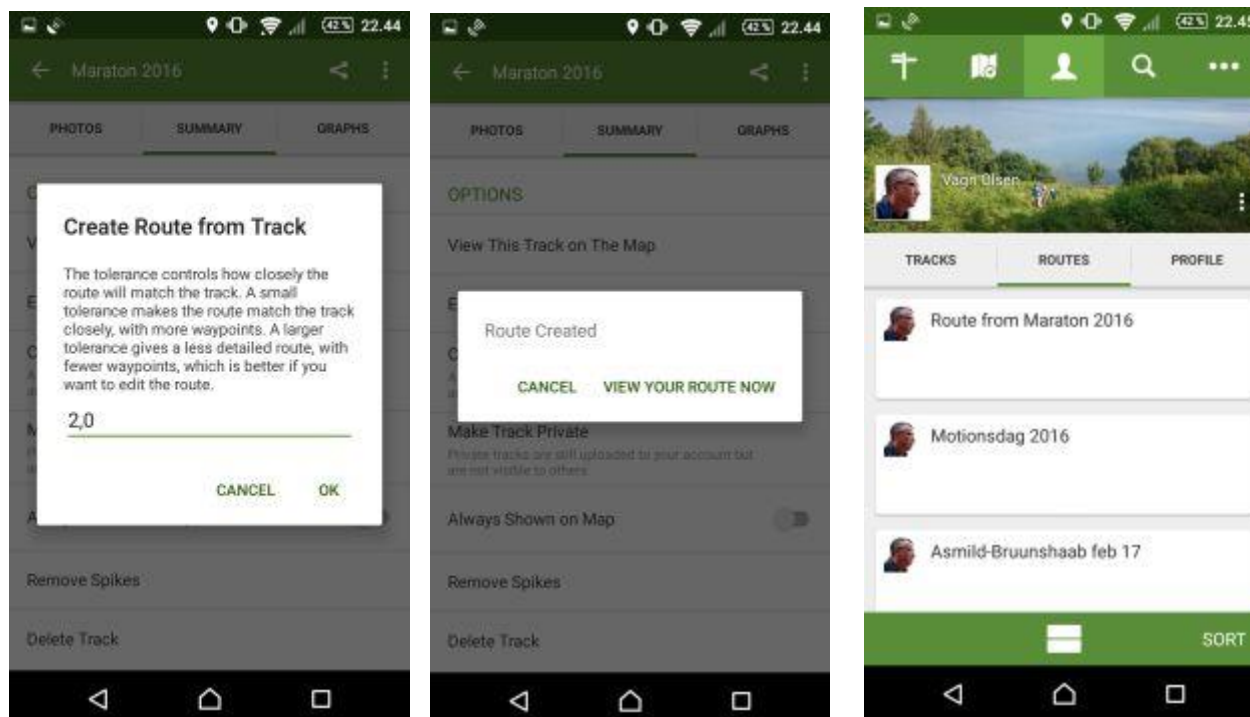 42% 22.44
Maraton 2016
PHOTOS SUMMARY GRAPHS
Create Route from Track
The tolerance controls how closely the
route will match the track. A small
tolerance makes the route match the track
closely, with more waypoints. A larger
tolerance gives a less detailed route, with
fewer waypoints, which is better if you
want to edit the route.
2,0
CANCEL OK
Remove Spikes
Delete Track
42% 22.44
Maraton 2016
PHOTOS SUMMARY GRAPHS
OPTIONS
View This Track on The Map
Route Created
CANCEL VIEW YOUR ROUTE NOW
Make Track Private
Private tracks are still uploaded to your account but
are not visible to others
Always Shown on Map
Remove Spikes
Delete Track
42%
Vagn Olsen
TRACKS ROUTES PROFILE
Route from Maraton 2016
Motionsdag 2016
Asmild-Bruunshaab feb 17
SORT